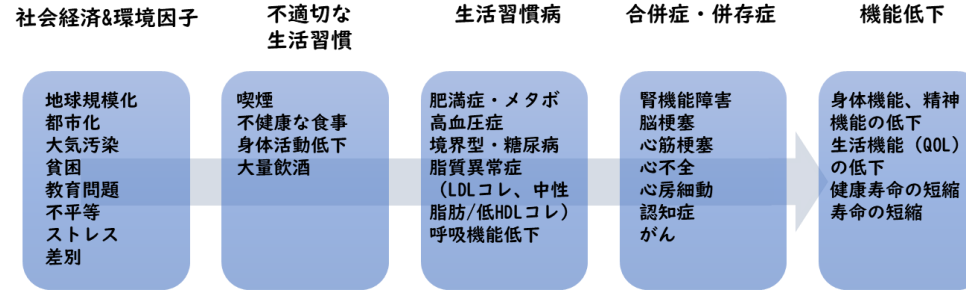 社会経済&環境因子
地球規模化
都市化
大気汚染
貧困
教育問題
不平等
ストレス
差別
不適切な
生活習慣
喫煙
不健康な食事
身体活動低下
大量飲酒
生活習慣病
肥満症・メタボ
高血圧症
境界型・糖尿病
脂質異常症
（LDLコレ、中性
脂肪/低HDLコレ）
呼吸機能低下
合併症・併存症
腎機能障害
脳梗塞
心筋梗塞
心不全
心房細動
認知症
がん
機能低下
身体機能、精神
機能の低下
生活機能（QOL）
の低下
健康寿命の短縮
寿命の短縮